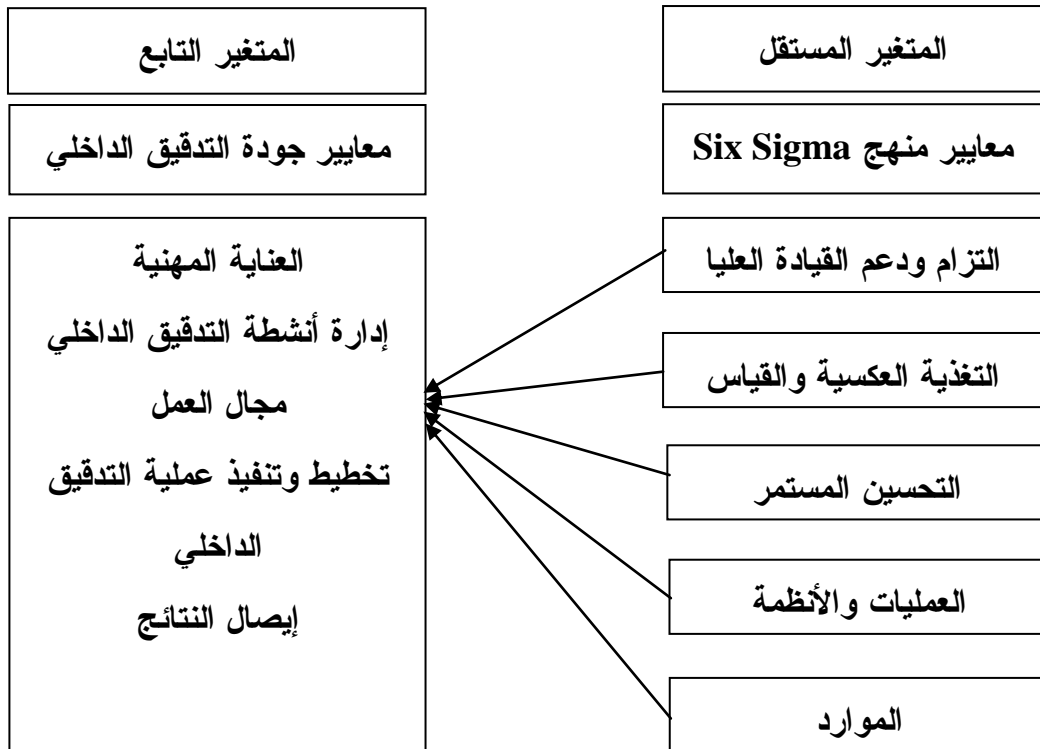 المتغير المستقل
معايير منهج Six Sigma
التزام ودعم القيادة العليا
التغذية العكسية والقياس
التحسين المستمر
العمليات والأنظمة
الموارد
المتغير التابع
معايير جودة التدقيق الداخلي
العناية المهنية
إدارة أنشطة التدقيق الداخلي
مجال العمل
تخطيط وتنفيذ عملية التدقيق
الداخلي
إيصال النتائج